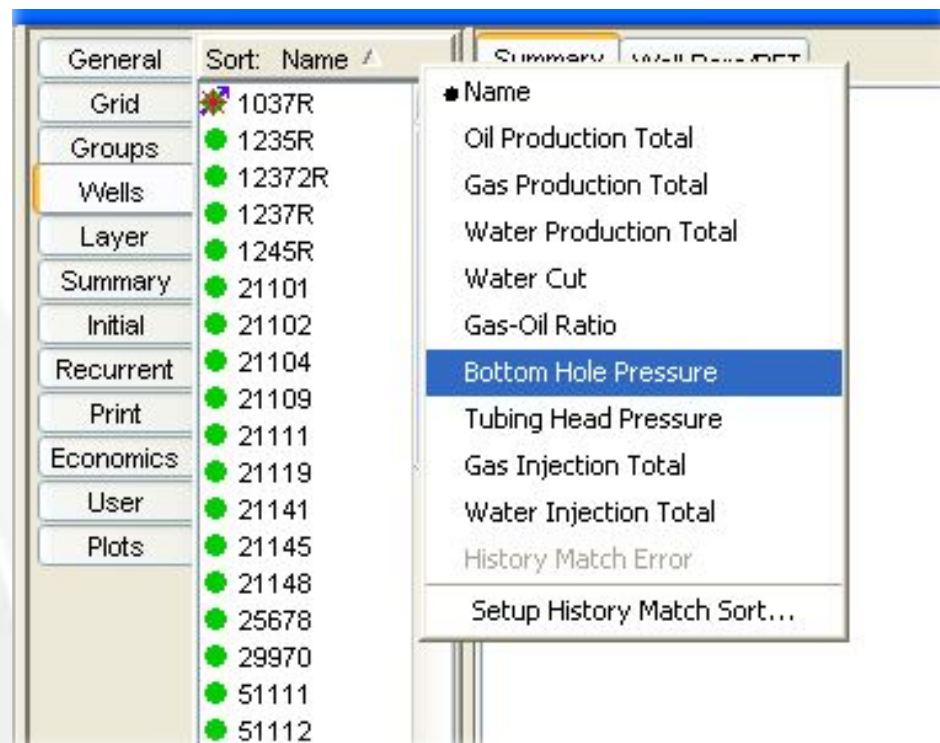 General
Grid
Groups
Wells
Layer
Summary
Initial
Recurrent
Print
Economics
User
Plots
Sort: Name
1037R
1235R
12372R
1237R
1245R
21101
21102
21104
21109
21111
21119
21141
21145
21148
25678
29970
51111
51112
Summary
Name
Oil Production Total
Gas Production Total
Water Production Total
Water Cut
Gas-Oil Ratio
Bottom Hole Pressure
Tubing Head Pressure
Gas Injection Total
Water Injection Total
History Match Error
Setup History Match Sort...